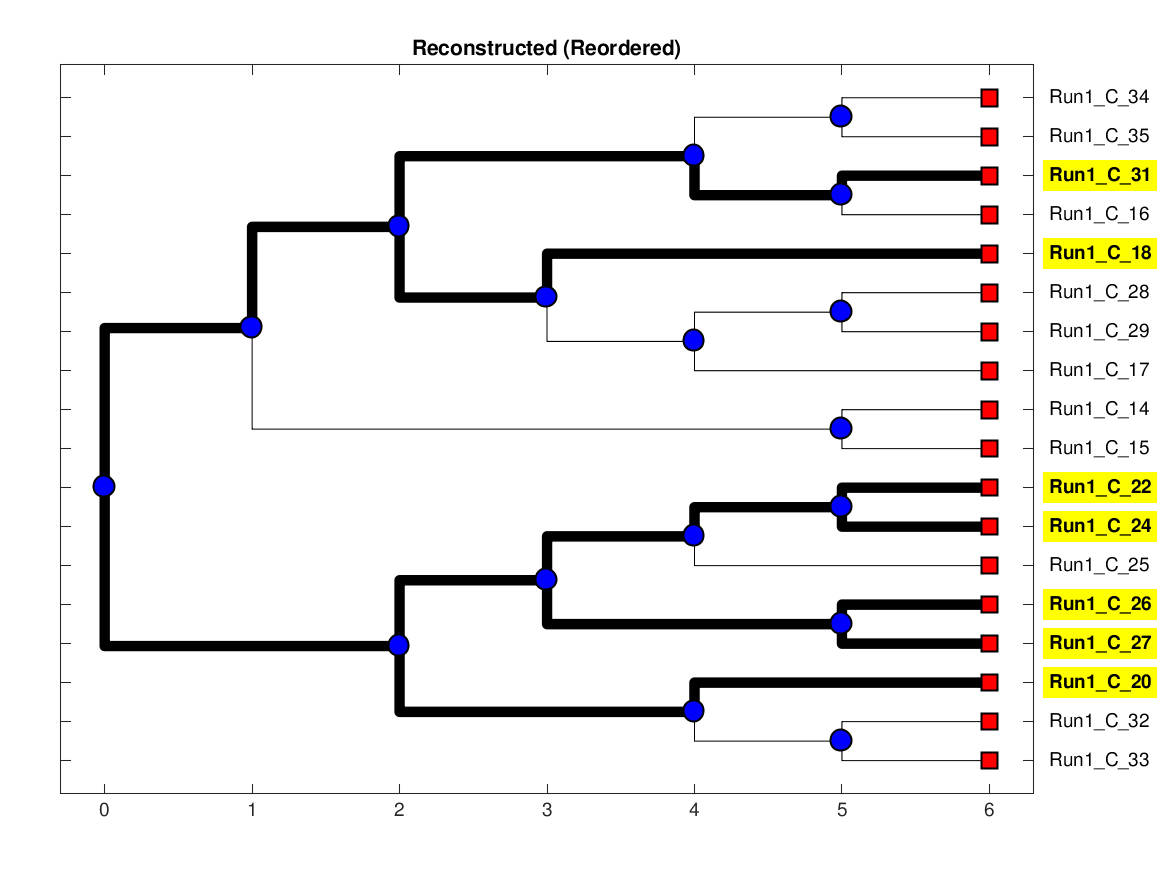 Reconstructed (Reordered)
Run1_C_34
Run1_C_35
Run1_C_31
Run1_C_16
Run1_C_18
Run1_C_28
Run1_C_29
Run1_C_17
Run1_C_14
Run1_C_15
Run1_C_22
Run1_C_24
Run1_C_25
Run1_C_26
Run1_C_27
Run1_C_20
Run1_C_32
Run1_C_33
0 1 2 3 4 5 6